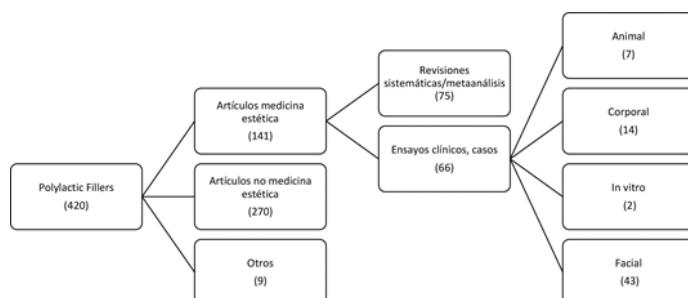 Polylactic Fillers
(420)
Artículos medicina
estética
(141)
Artículos no medicina
estética
(270)
Otros
(9)
Revisiones
sistemáticas/metaanálisis
(75)
Ensayos clínicos, casos
(66)
Animal
(7)
Corporal
(14)
In vitro
(2)
Facial
(43)